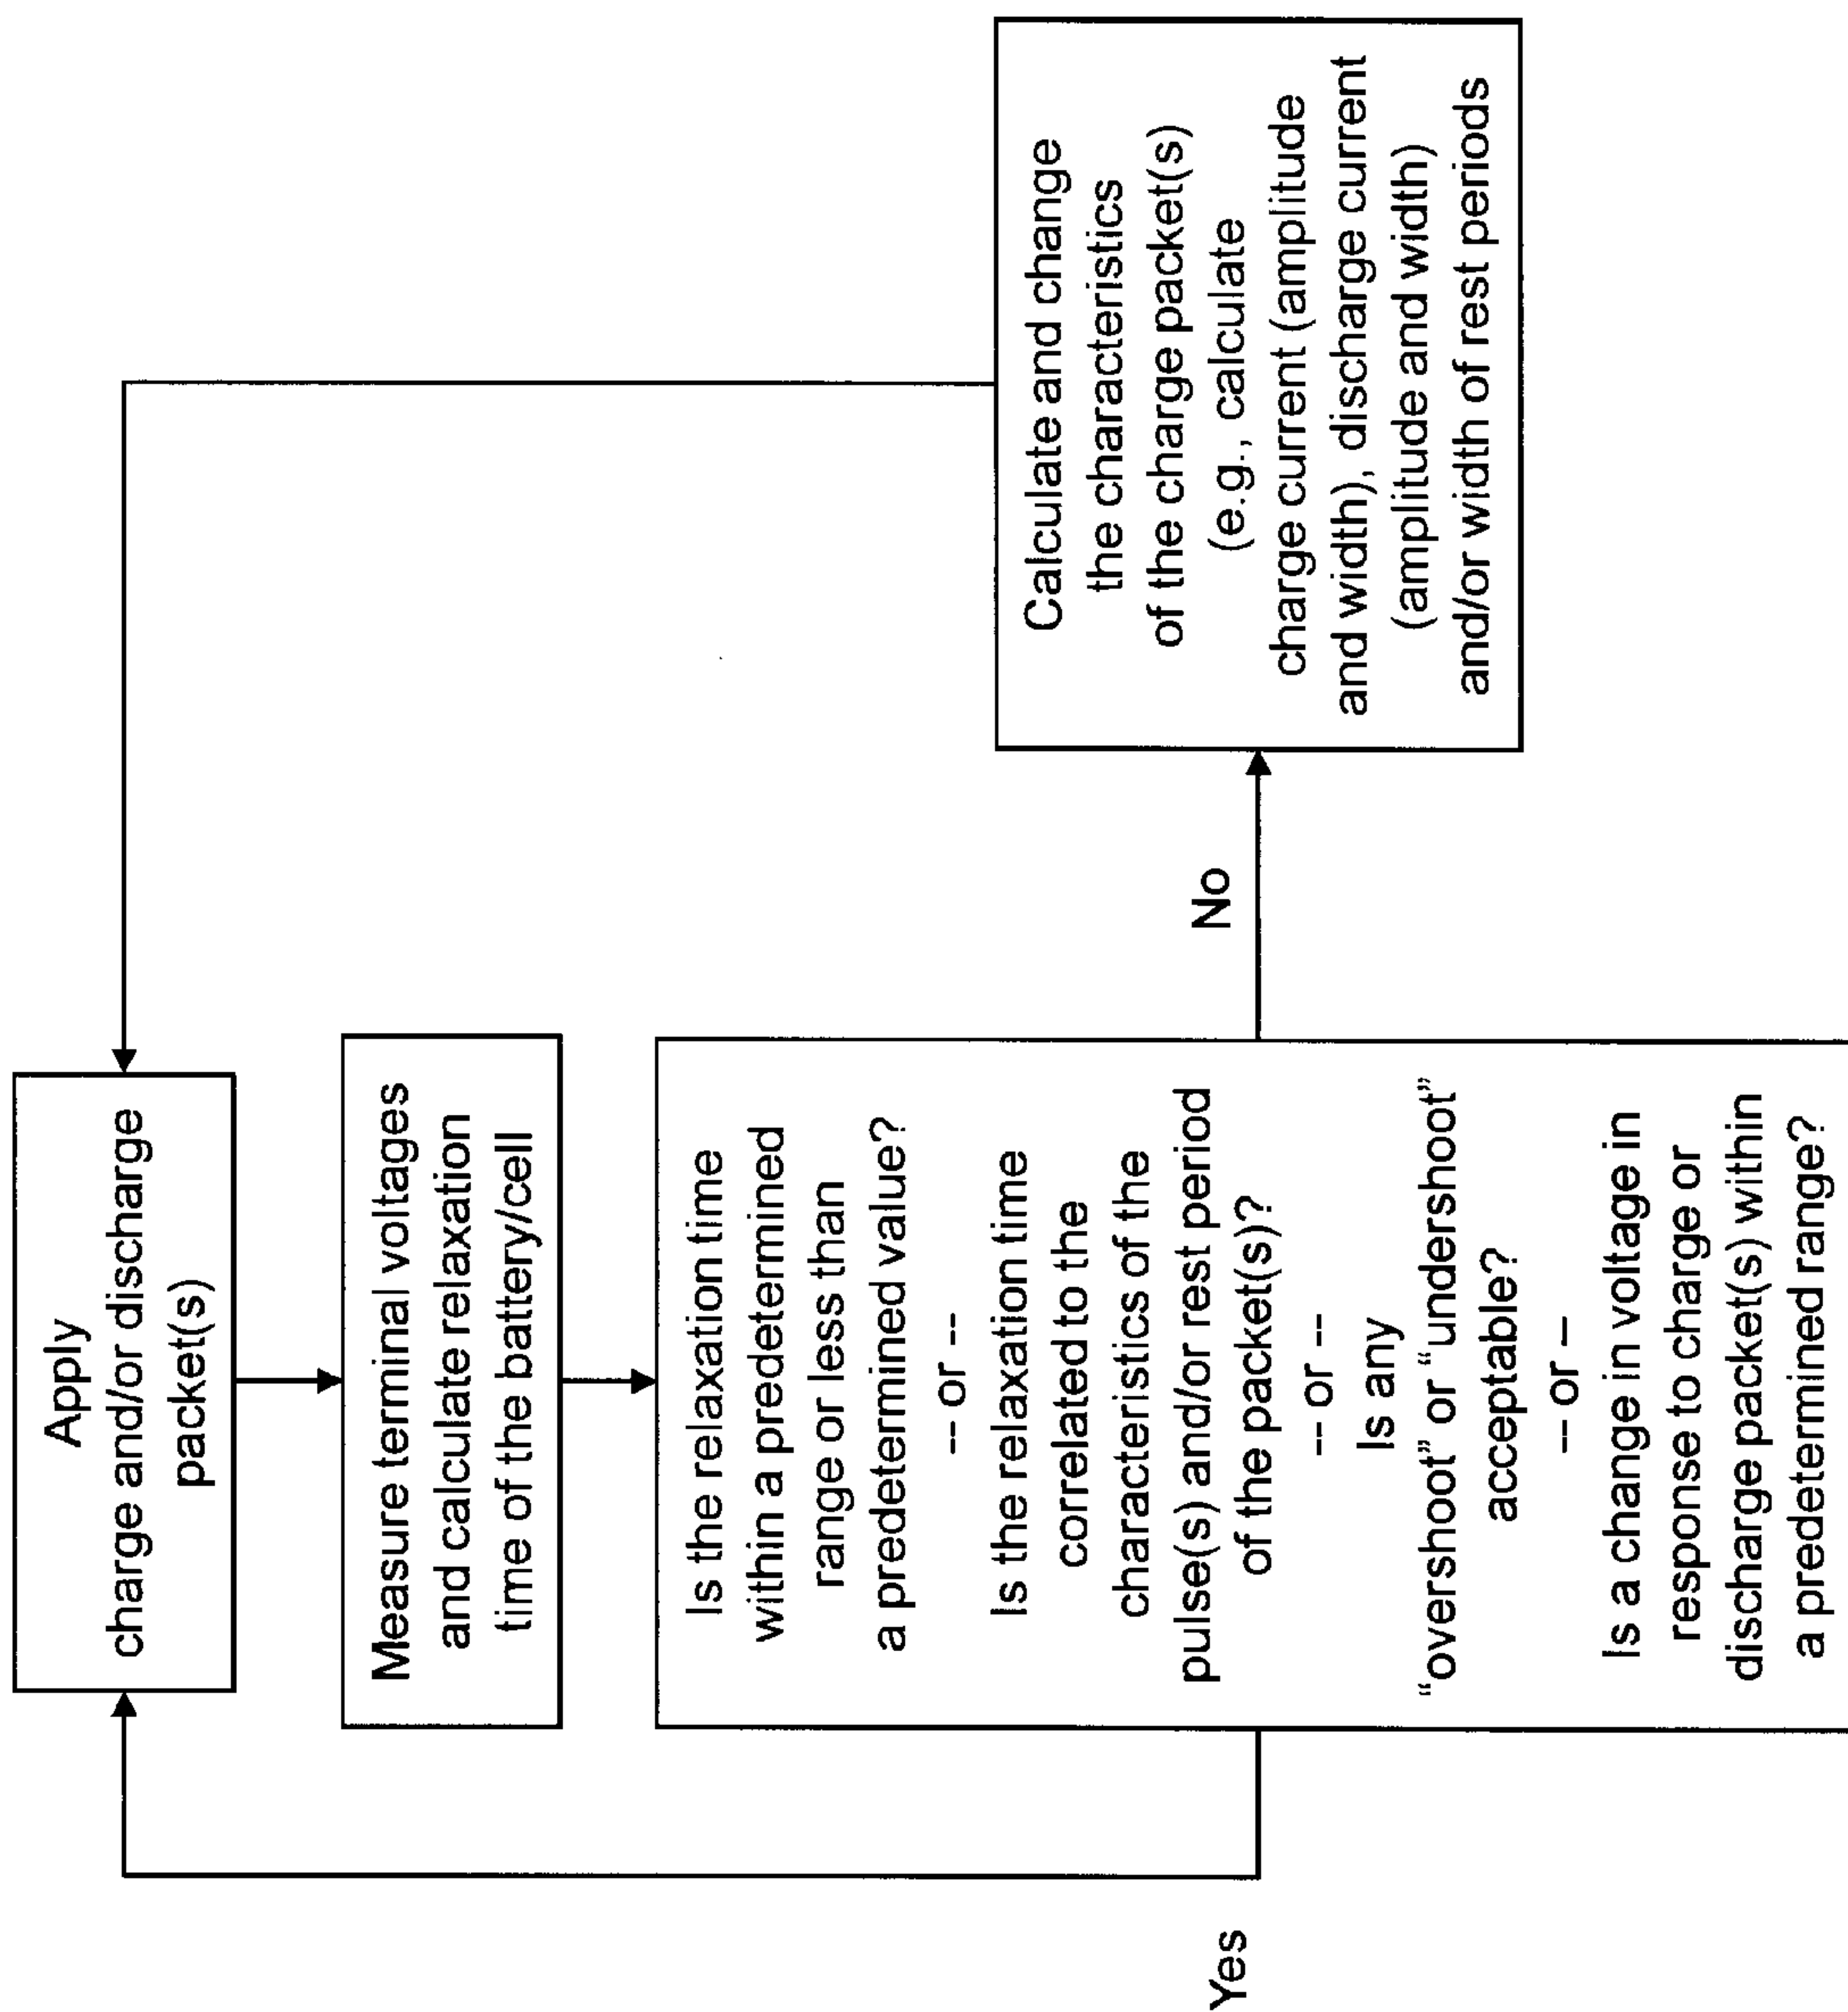 Apply
charge and/or discharge
packet(s)
Measure terminal voltages
and calculate relaxation
time of the battery/cell
Is the relaxation time
within a predetermined
range or less than
a predetermined value?
-- or --
Is the relaxation time
correlated to the
characteristics of the
pulse(s) and/or rest period
of the packet(s)?
-- or --
Is any
“overshoot” or “undershoot”
acceptable?
-- or –
Is a change in voltage in
response to charge or
discharge packet(s) within
a predetermined range?
Yes
No
Calculate and change
the characteristics
of the charge packet(s)
(e.g., calculate
charge current (amplitude
and width), discharge current
(amplitude and width)
and/or width of rest periods